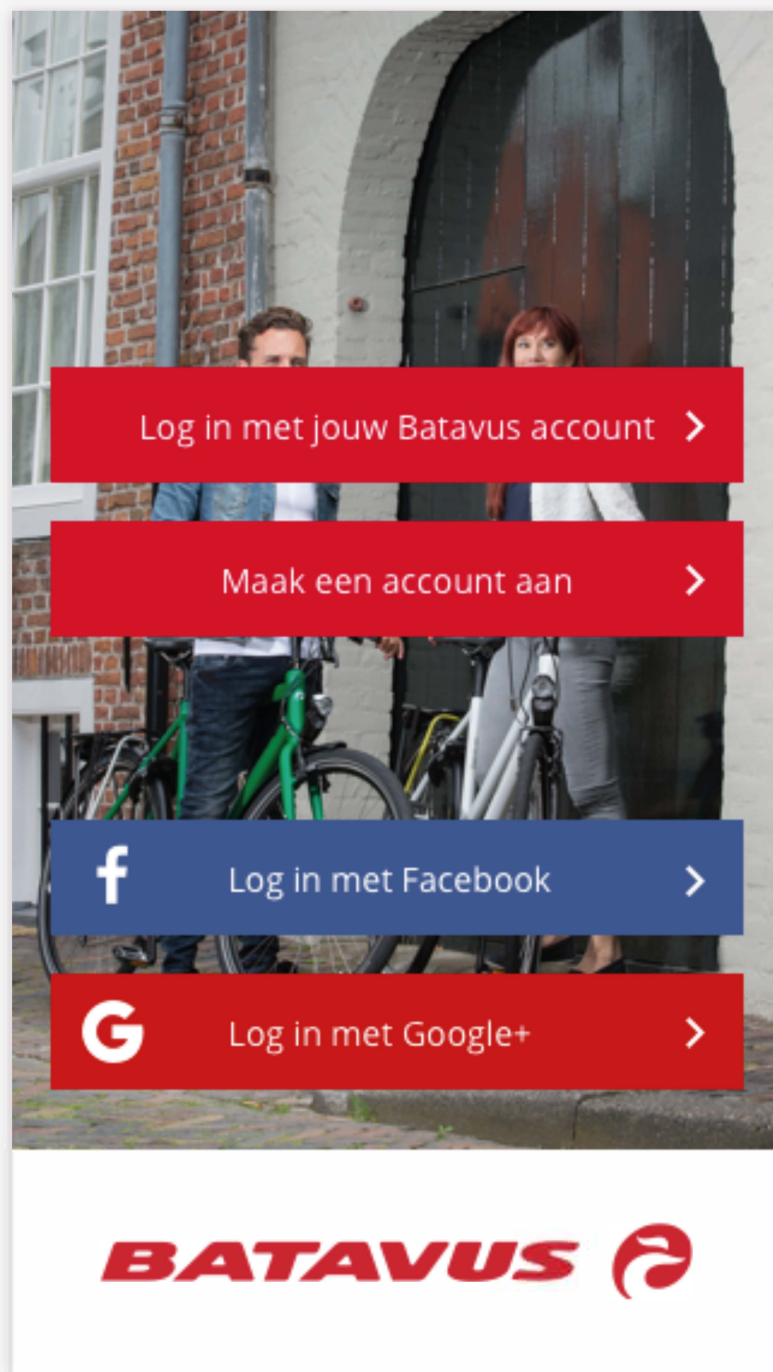 Log in met jouw Batavus account
Maak een account aan
f Log in met Facebook
G Log in met Google+
BATAVUS